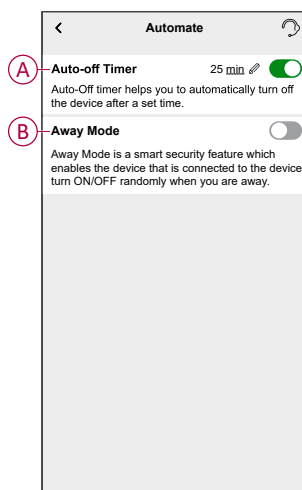 Automate
A
Auto-off Timer 25 min
Auto-Off timer helps you to automatically turn off
the device after a set time.
B
Away Mode
Away Mode is a smart security feature which
enables the device that is connected to the device
turn ON/OFF randomly when you are away.